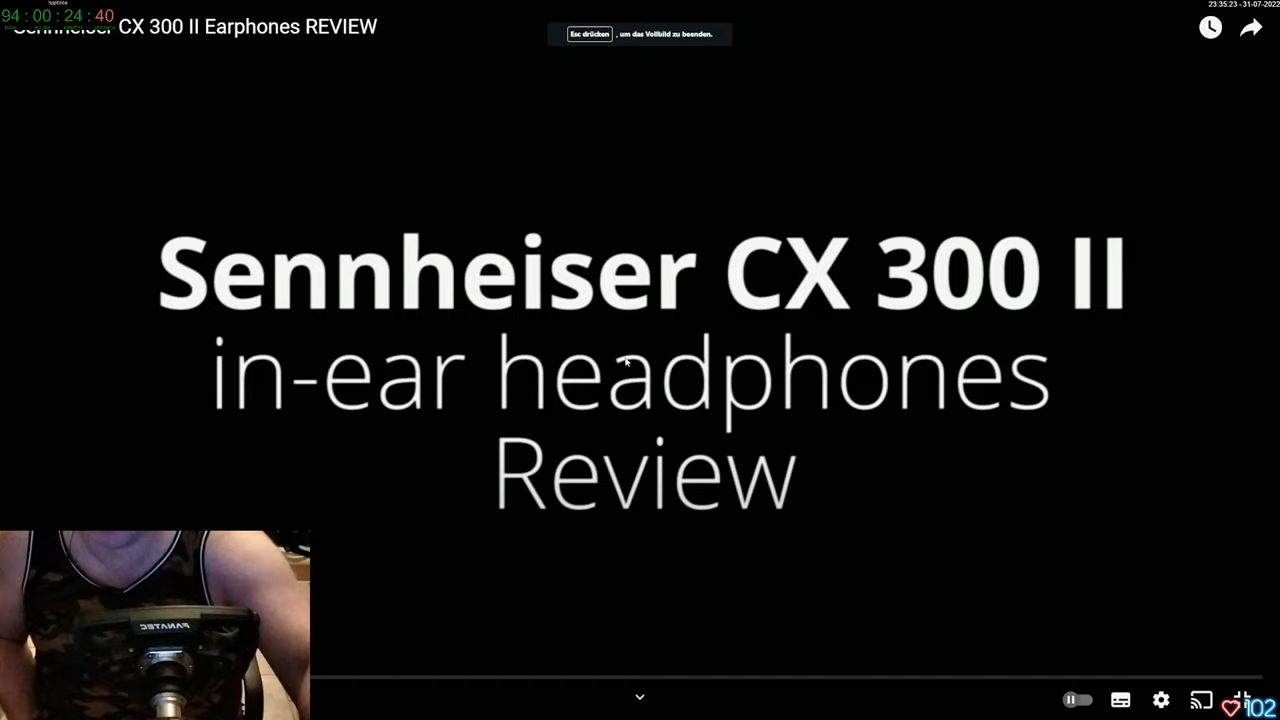 94:00:24:40
23:35:23 -31-07-2022
Sennheiser CX 300 II Earphones REVIEW
Esc drücken , um das Vollbild zu beenden.
Sennheiser CX 300 II
in-ear headphones
Review
FANATEC
102